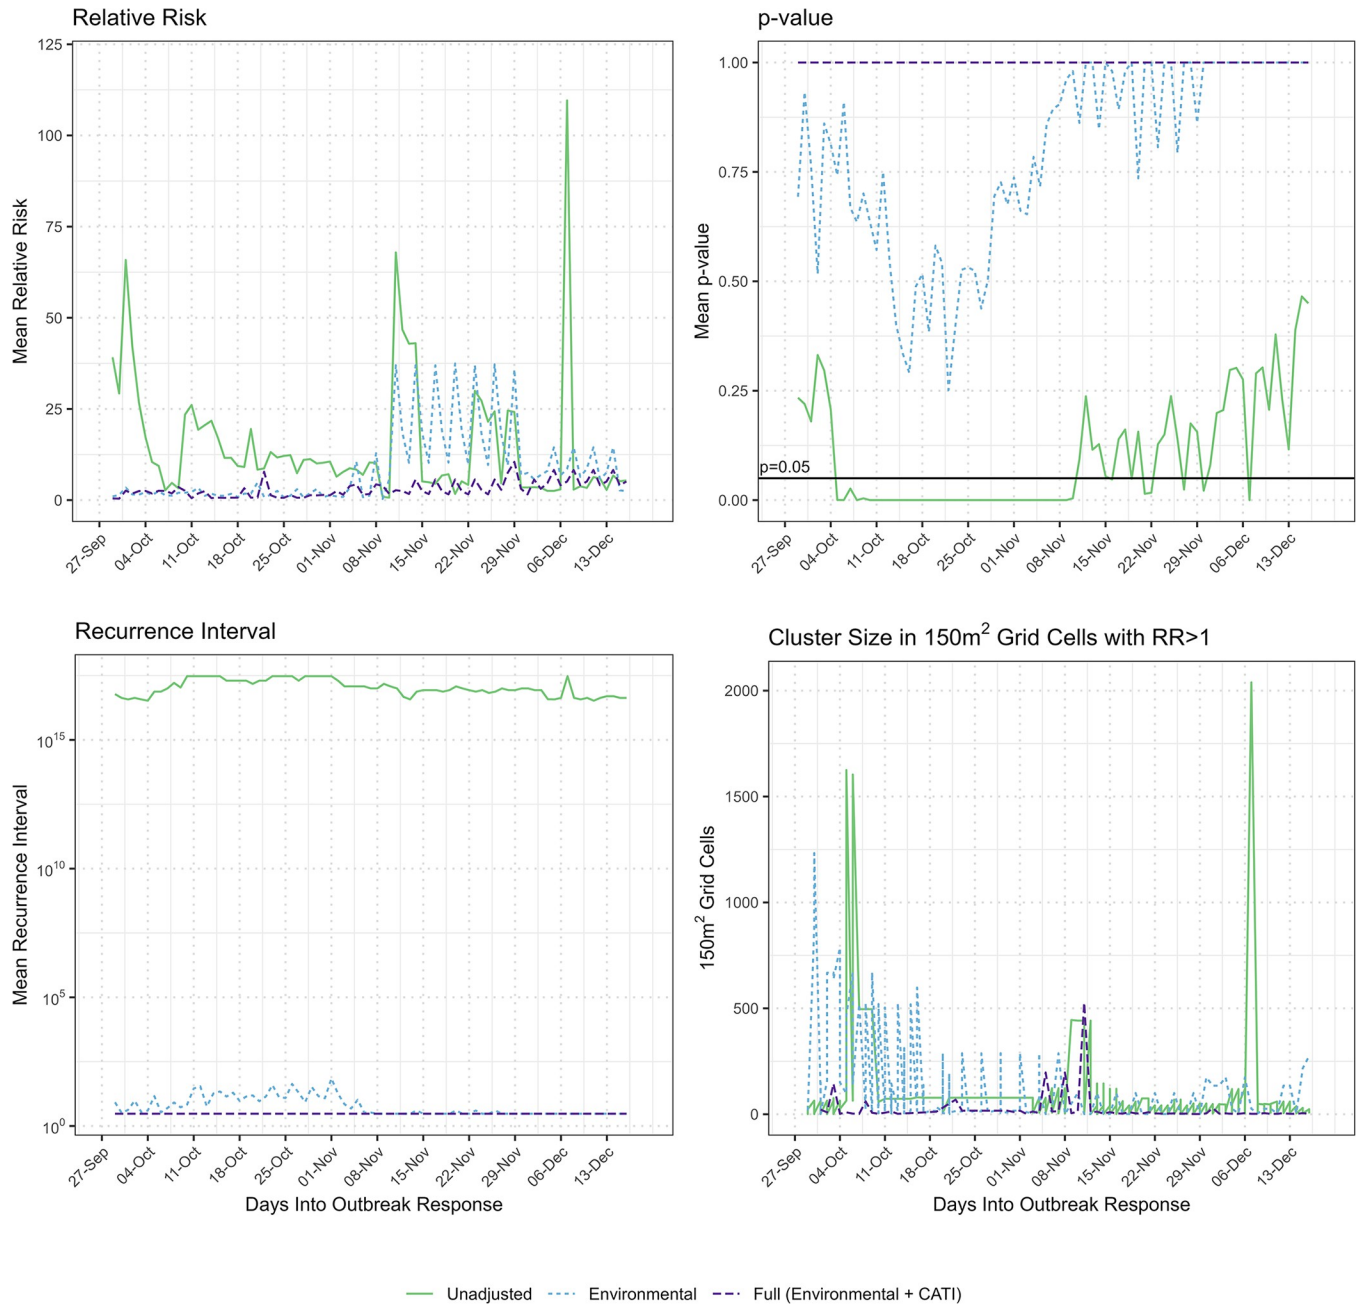 Relative Risk
Mean Relative Risk
125
100
75
50
25
0
27-Sep
04-Oct
11-Oct
18-Oct
25-Oct
01-Nov
08-Nov
15-Nov
22-Nov
29-Nov
06-Dec
13-Dec
p-value
Mean p-value
1.00
0.75
0.50
0.25
0.00
p=0.05
27-Sep
04-Oct
11-Oct
18-Oct
25-Oct
01-Nov
08-Nov
15-Nov
22-Nov
29-Nov
06-Dec
13-Dec
Recurrence Interval
Mean Recurrence Interval
10^15
10^10
10^5
10^0
27-Sep
04-Oct
11-Oct
18-Oct
25-Oct
01-Nov
08-Nov
15-Nov
22-Nov
29-Nov
06-Dec
13-Dec
Days Into Outbreak Response
Cluster Size in 150m² Grid Cells with RR>1
150m² Grid Cells
2000
1500
1000
500
0
27-Sep
04-Oct
11-Oct
18-Oct
25-Oct
01-Nov
08-Nov
15-Nov
22-Nov
29-Nov
06-Dec
13-Dec
Days Into Outbreak Response
Unadjusted
Environmental
Full (Environmental + CATI)